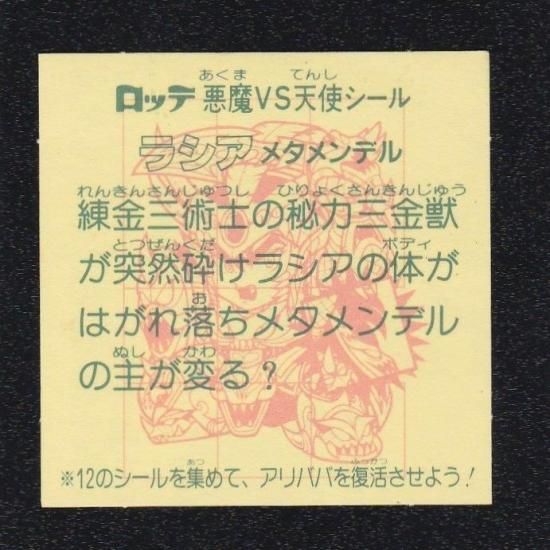 あくま てんし
ロッテ 悪魔VS天使シール
ラシア メタメンデル
れんきんさんじゅつし ひりょくさんきんじゅう
練金三術士の秘力三金獣
とつぜんくだ ボディ
が突然砕けラシアの体が
お
はがれ落ちメタメンデル
ぬし かわ
の主が変る？
あつ ふっかつ
※12のシールを集めて、アリババを復活させよう！